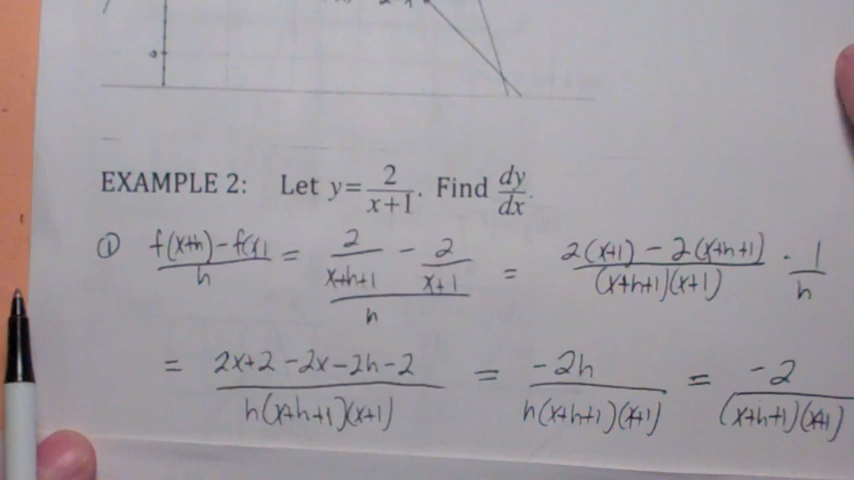 EXAMPLE 2: Let y = 2/(x+1). Find dy/dx.
① (f(x+h) - f(x))/h = (2/(x+h+1) - 2/(x+1))/h = (2(x+1) - 2(x+h+1))/((x+h+1)(x+1)) · 1/h
= (2x+2-2x-2h-2)/(h(x+h+1)(x+1)) = -2h/(h(x+h+1)(x+1)) = -2/((x+h+1)(x+1))